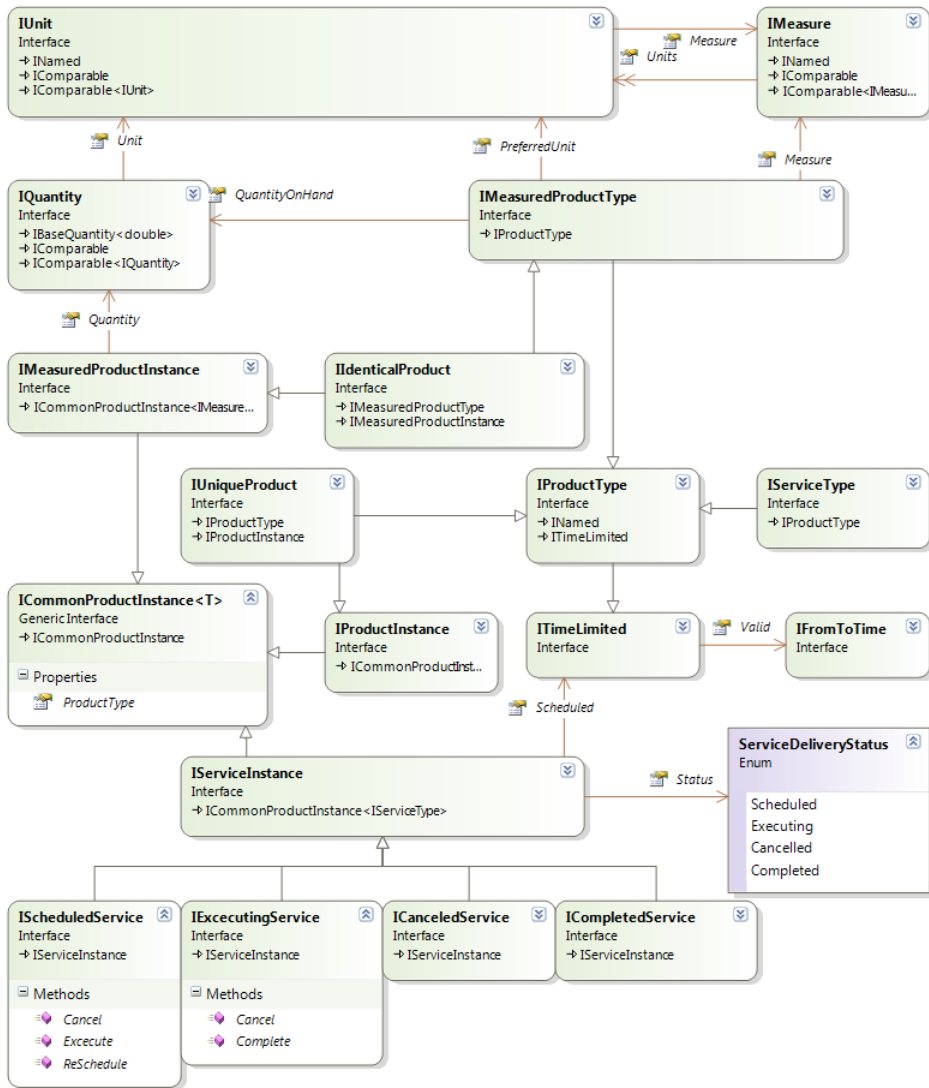 IUnit
Interface
INamed
IComparable
IComparable<IUnit>
Measure
Units
IMeasure
Interface
INamed
IComparable
IComparable<IMeasu...
Unit
PreferredUnit
Measure
IQuantity
Interface
IBaseQuantity<double>
IComparable
IComparable<IQuantity>
QuantityOnHand
IMeasuredProductType
Interface
IProductType
Quantity
IMeasuredProductInstance
Interface
ICommonProductInstance<IMeasure...
IIdenticalProduct
Interface
IMeasuredProductType
IMeasuredProductInstance
IUniqueProduct
Interface
IProductType
IProductInstance
IProductType
Interface
INamed
ITimeLimited
IServiceType
Interface
IProductType
ICommonProductInstance<T>
GenericInterface
ICommonProductInstance
Properties
ProductType
IProductInstance
Interface
ICommonProductInst...
ITimeLimited
Interface
Valid
IFromToTime
Interface
Scheduled
IServiceInstance
Interface
ICommonProductInstance<IServiceType>
Status
ServiceDeliveryStatus
Enum
Scheduled
Executing
Cancelled
Completed
IScheduledService
Interface
IServiceInstance
Methods
Cancel
Excecute
ReSchedule
IExcecutingService
Interface
IServiceInstance
Methods
Cancel
Complete
ICanceledService
Interface
IServiceInstance
ICompletedService
Interface
IServiceInstance